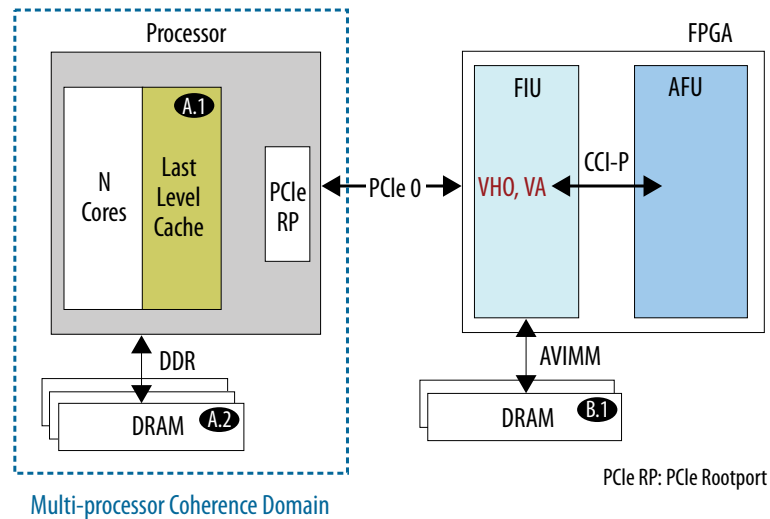 Processor
FPGA
A.1
N
Cores
Last
Level
Cache
PCIe
RP
PCIe 0
FIU
VHO, VA
CCI-P
AFU
DDR
DRAM
A.2
AVIMM
DRAM
B.1
PCIe RP: PCIe Rootport
Multi-processor Coherence Domain